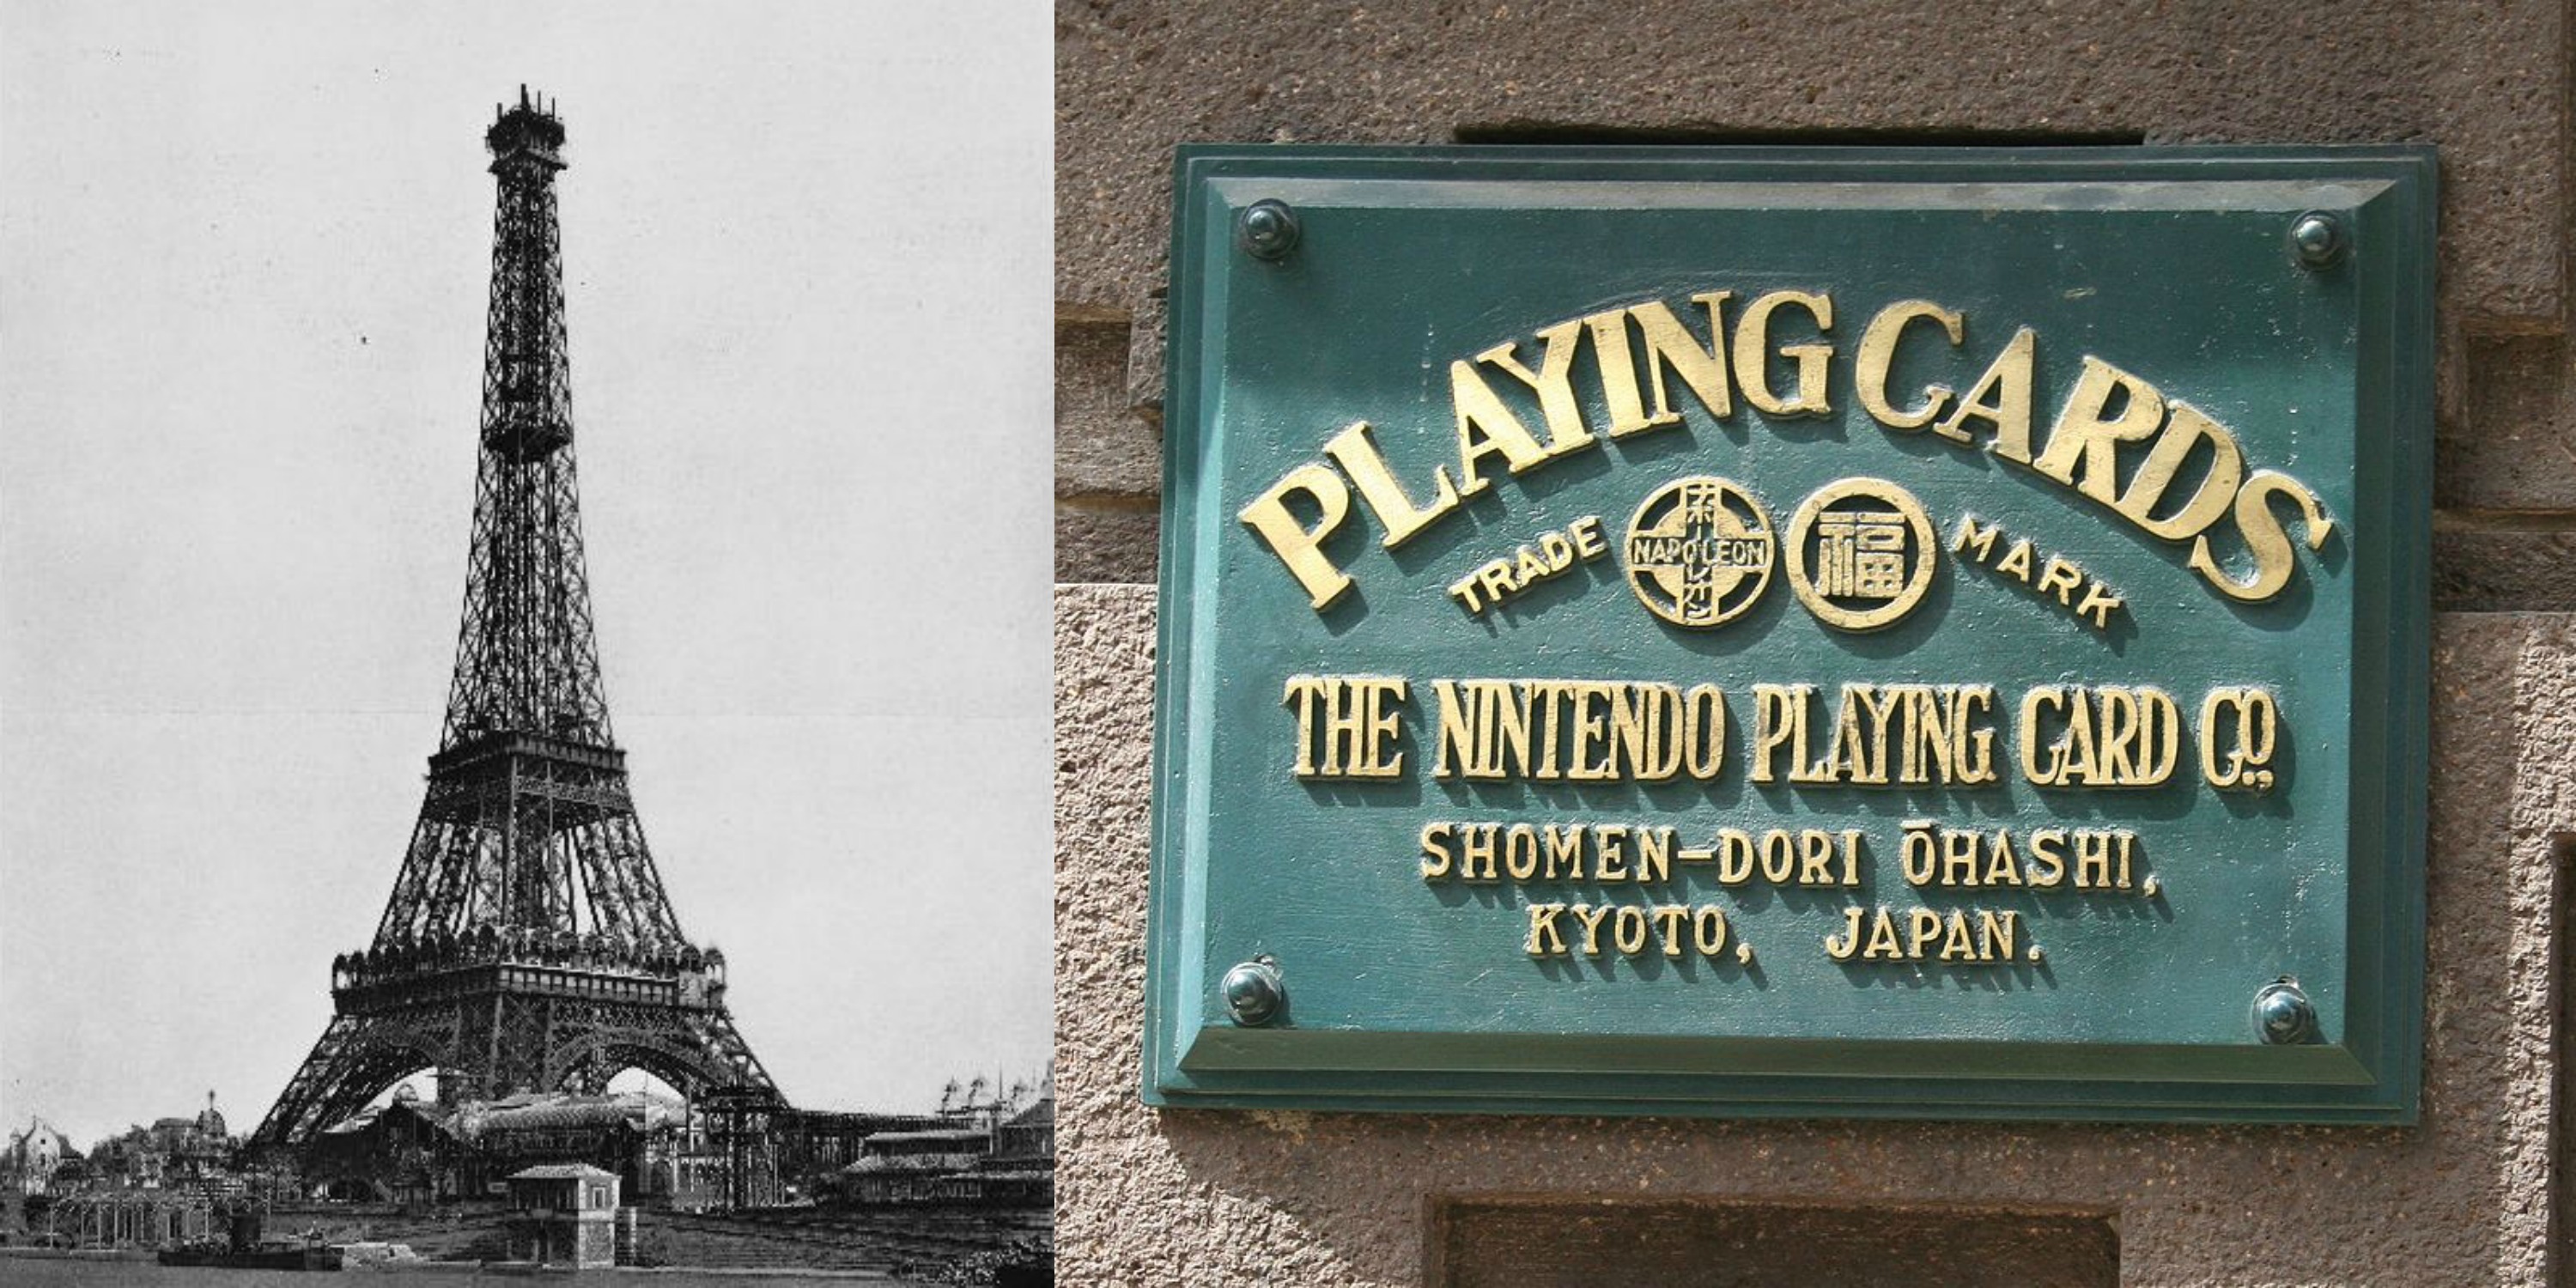 PLAYING CARDS
TRADE NAPOLEON 福 MARK
THE NINTENDO PLAYING CARD Co.
SHOMEN-DORI ŌHASHI,
KYOTO, JAPAN.